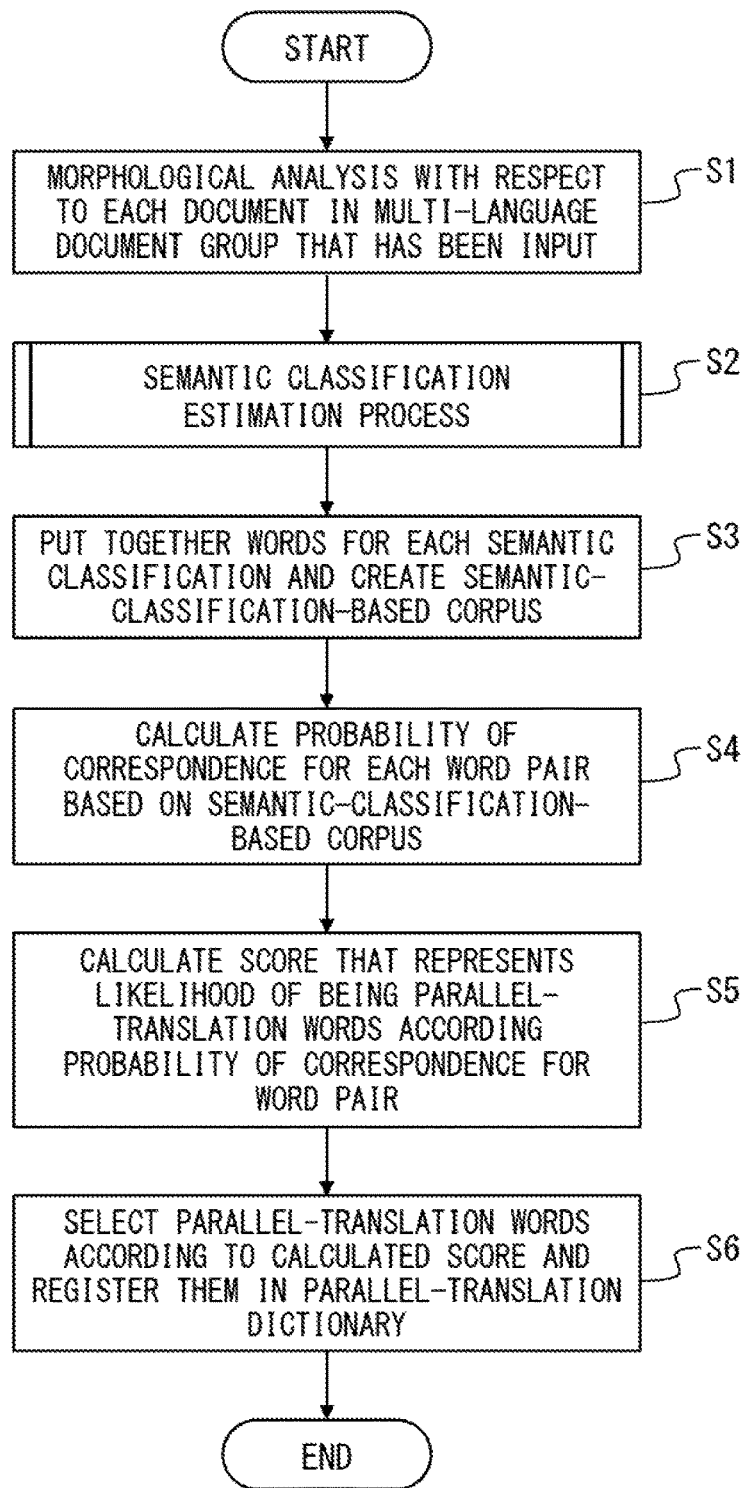 START
MORPHOLOGICAL ANALYSIS WITH RESPECT
TO EACH DOCUMENT IN MULTI-LANGUAGE
DOCUMENT GROUP THAT HAS BEEN INPUT
S1
SEMANTIC CLASSIFICATION
ESTIMATION PROCESS
S2
PUT TOGETHER WORDS FOR EACH SEMANTIC
CLASSIFICATION AND CREATE SEMANTIC-
CLASSIFICATION-BASED CORPUS
S3
CALCULATE PROBABILITY OF
CORRESPONDENCE FOR EACH WORD PAIR
BASED ON SEMANTIC-CLASSIFICATION-
BASED CORPUS
S4
CALCULATE SCORE THAT REPRESENTS
LIKELIHOOD OF BEING PARALLEL-
TRANSLATION WORDS ACCORDING
PROBABILITY OF CORRESPONDENCE FOR
WORD PAIR
S5
SELECT PARALLEL-TRANSLATION WORDS
ACCORDING TO CALCULATED SCORE AND
REGISTER THEM IN PARALLEL-TRANSLATION
DICTIONARY
S6
END